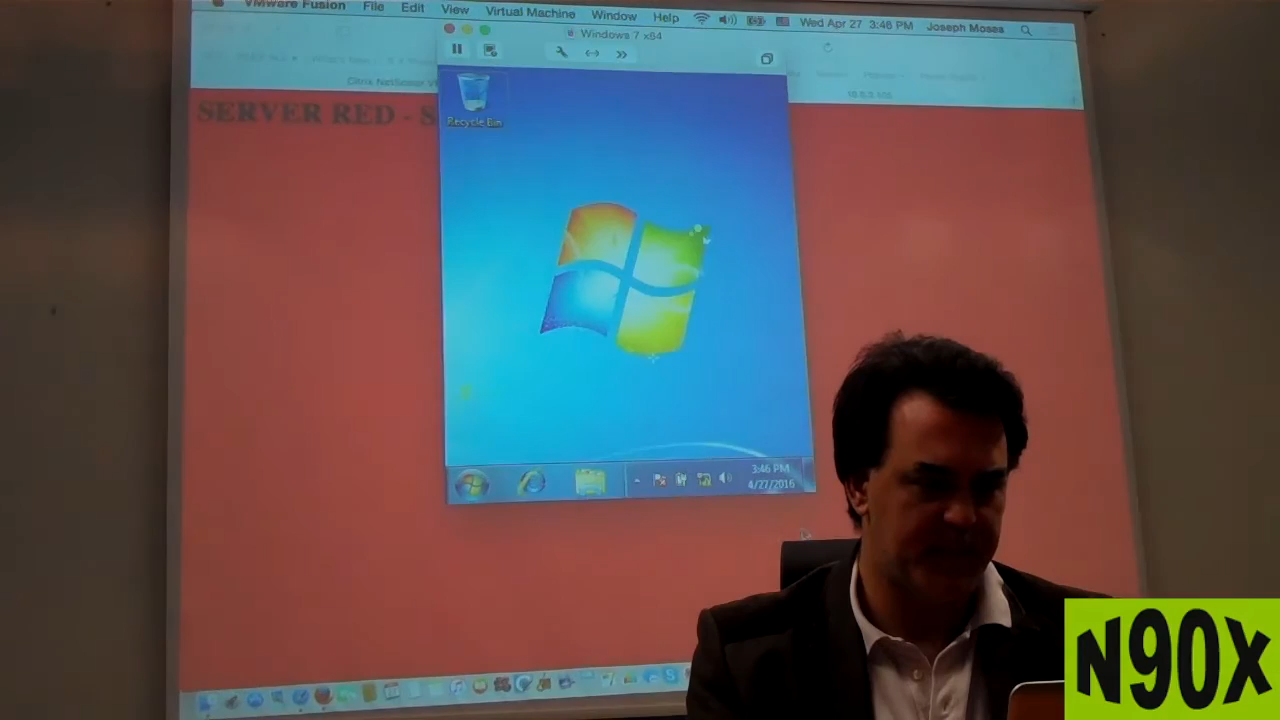 VMware Fusion File Edit View Virtual Machine Window Help Wed Apr 27 3:46 PM Joseph Moses
Windows 7 x64
SERVER RED - S
Recycle Bin
3:46 PM
4/27/2016
N90X